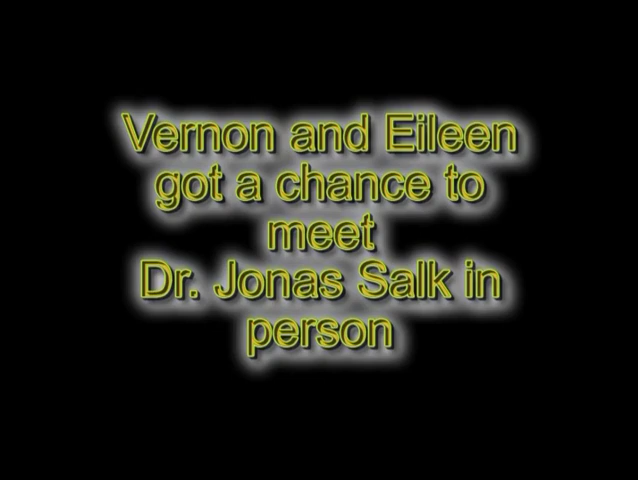 Vernon and Eileen
got a chance to
meet
Dr. Jonas Salk in
person